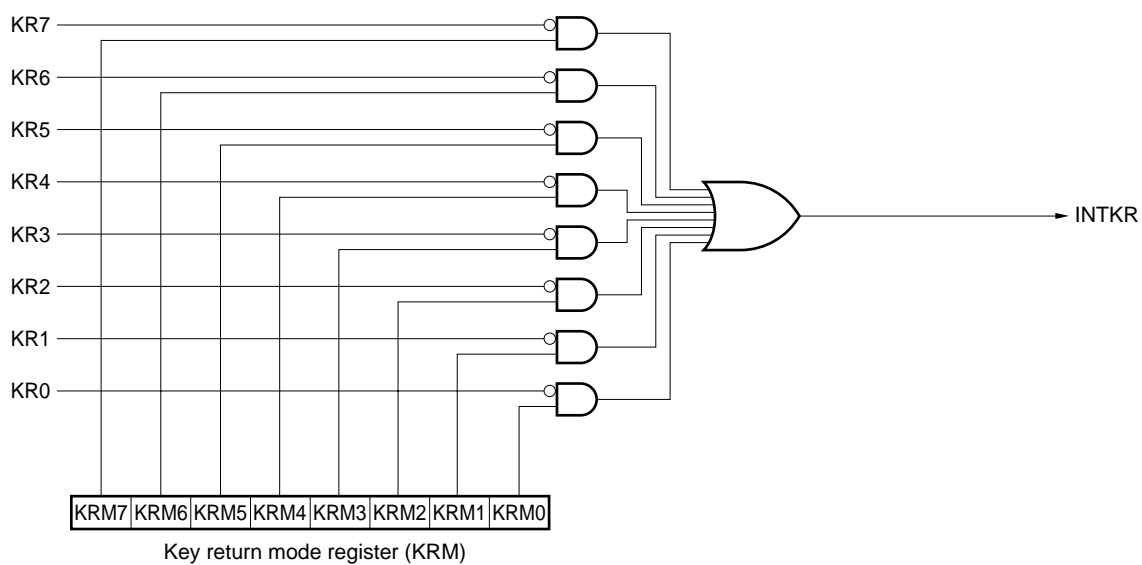 KR7
KR6
KR5
KR4
KR3
KR2
KR1
KR0
INTKR
KRM7 KRM6 KRM5 KRM4 KRM3 KRM2 KRM1 KRM0
Key return mode register (KRM)